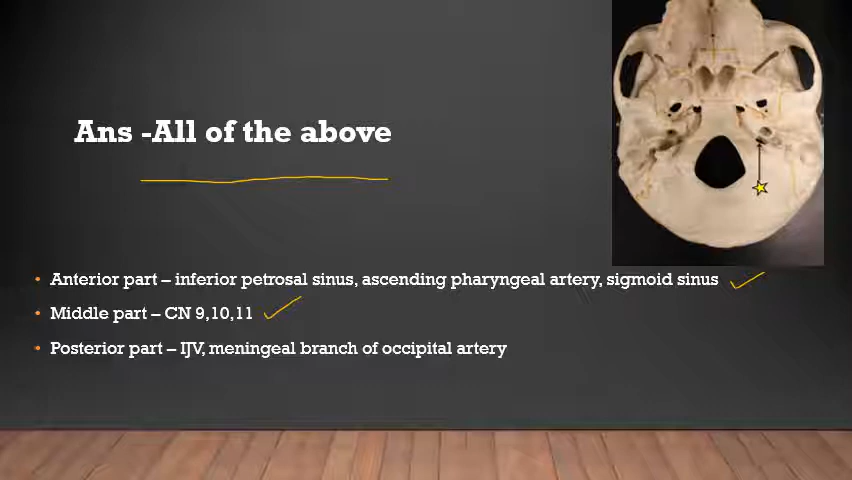 Ans -All of the above
• Anterior part – inferior petrosal sinus, ascending pharyngeal artery, sigmoid sinus
• Middle part – CN 9,10,11
• Posterior part – IJV, meningeal branch of occipital artery